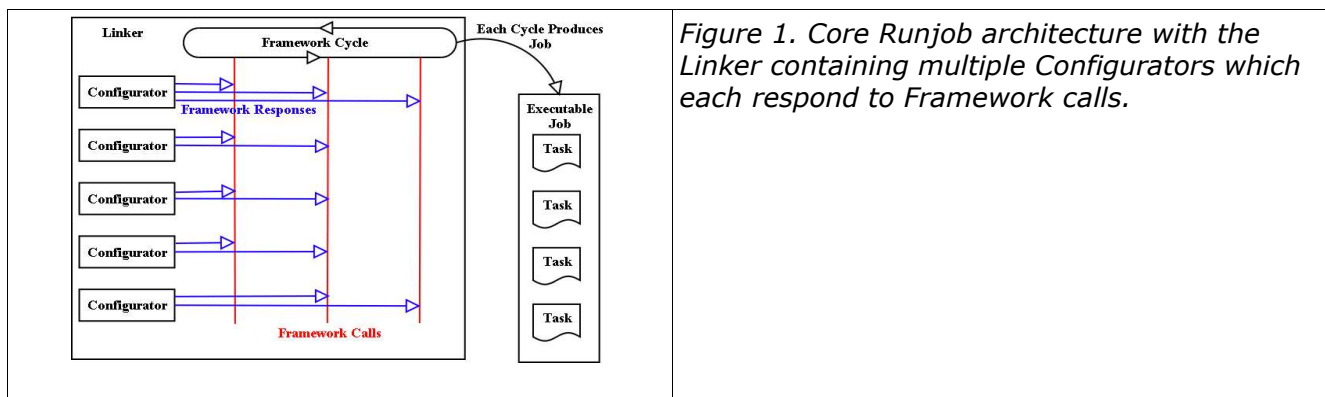 Linker
Framework Cycle
Each Cycle Produces
Job
Configurator
Framework Responses
Configurator
Configurator
Configurator
Configurator
Framework Calls
Executable
Job
Task
Task
Task
Task
Figure 1. Core Runjob architecture with the
Linker containing multiple Configurators which
each respond to Framework calls.